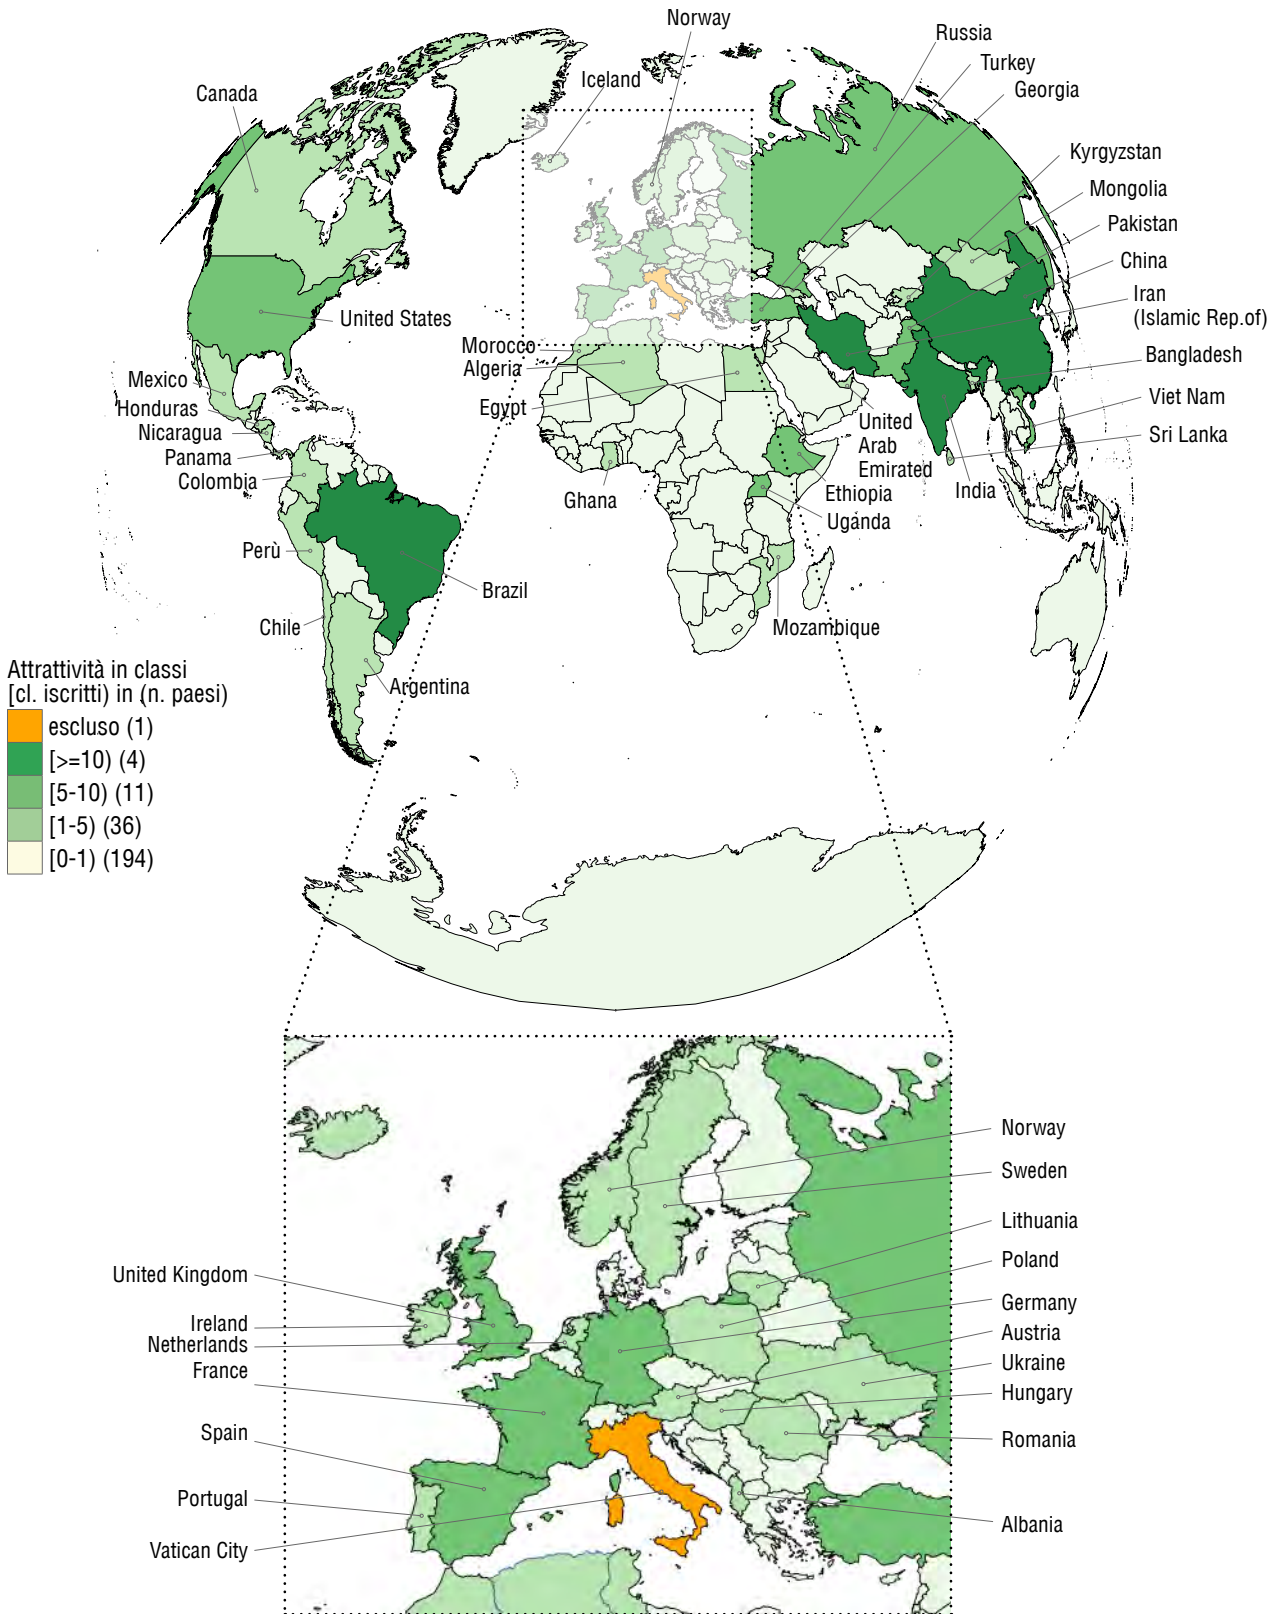 Norway
Russia
Turkey
Iceland
Georgia
Canada
Kyrgyzstan
Mongolia
Pakistan
China
Iran
(Islamic Rep.of)
United States
Morocco
Bangladesh
Algeria
Mexico
Viet Nam
Honduras
Egypt
Nicaragua
United
Arab
Emirated
Sri Lanka
Panama
Colombia
Ghana
Ethiopia
India
Uganda
Perù
Brazil
Chile
Mozambique
Argentina
Attrattività in classi
[cl. iscritti) in (n. paesi)
escluso (1)
[>=10) (4)
[5-10) (11)
[1-5) (36)
[0-1) (194)
Norway
Sweden
Lithuania
Poland
United Kingdom
Germany
Ireland
Austria
Netherlands
Ukraine
France
Hungary
Spain
Romania
Portugal
Albania
Vatican City